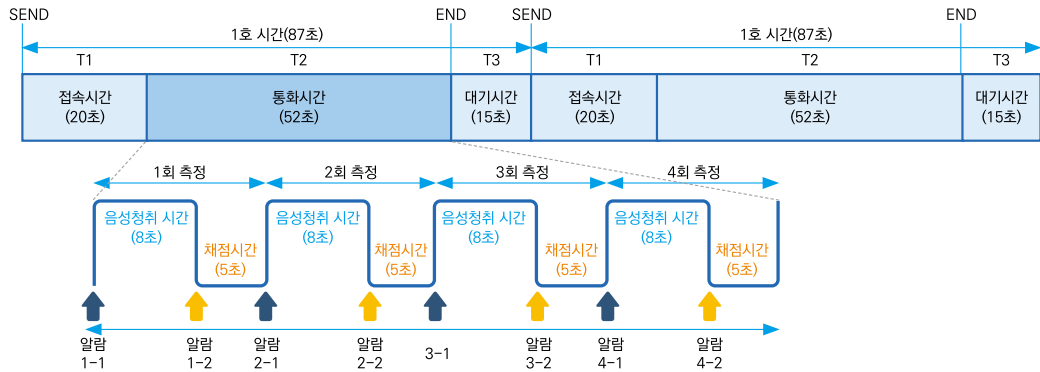 SEND
END
SEND
END
1호 시간(87초)
1호 시간(87초)
T1
T2
T3
T1
T2
T3
접속시간
(20초)
통화시간
(52초)
대기시간
(15초)
접속시간
(20초)
통화시간
(52초)
대기시간
(15초)
1회 측정
2회 측정
3회 측정
4회 측정
음성청취 시간
(8초)
채점시간
(5초)
음성청취 시간
(8초)
채점시간
(5초)
음성청취 시간
(8초)
채점시간
(5초)
음성청취 시간
(8초)
채점시간
(5초)
알람
1-1
알람
1-2
알람
2-1
알람
2-2
3-1
알람
3-2
알람
4-1
알람
4-2